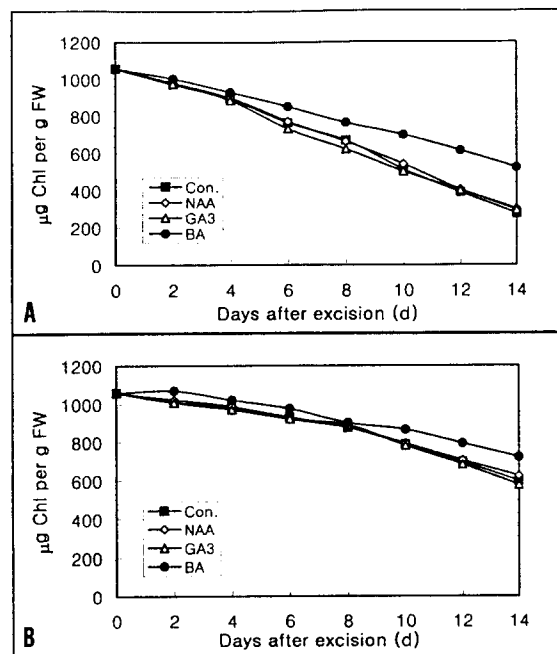 1200
1000
800
600
400
200
0
µg Chl per g FW
Con.
NAA
GA3
BA
0 2 4 6 8 10 12 14
Days after excision (d)
A
1200
1000
800
600
400
200
0
µg Chl per g FW
Con.
NAA
GA3
BA
0 2 4 6 8 10 12 14
Days after excision (d)
B